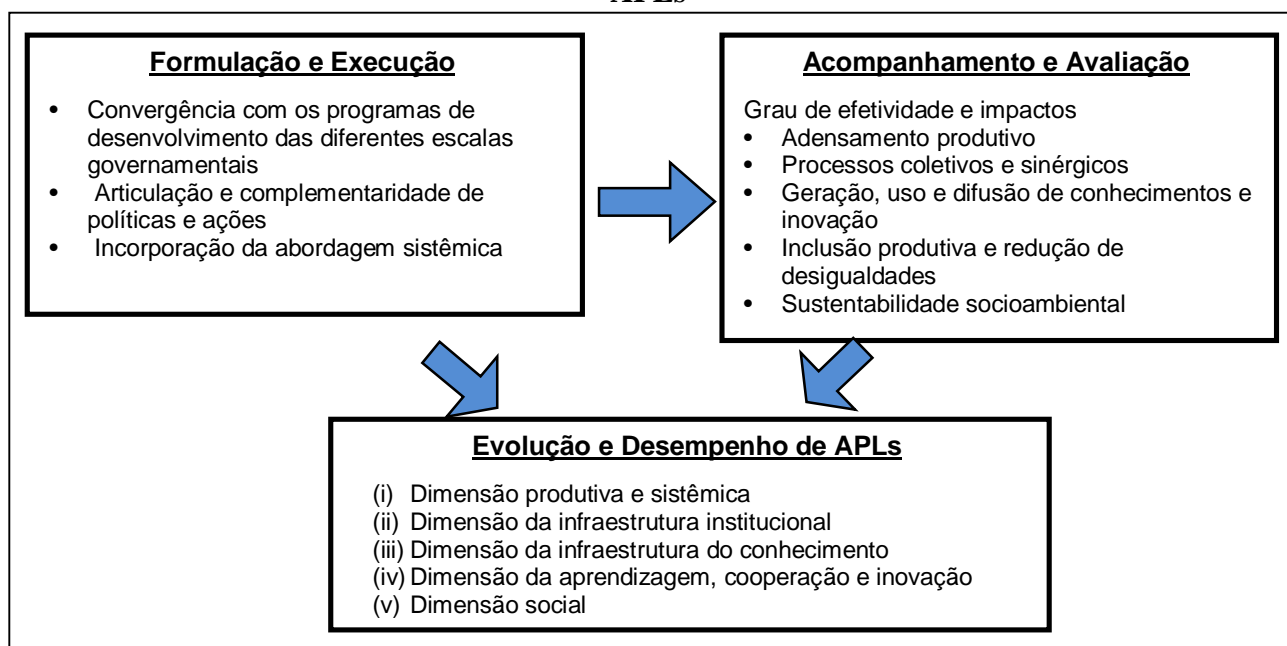 APLs
Formulação e Execução
• Convergência com os programas de
desenvolvimento das diferentes escalas
governamentais
• Articulação e complementaridade de
políticas e ações
• Incorporação da abordagem sistêmica
Acompanhamento e Avaliação
Grau de efetividade e impactos
• Adensamento produtivo
• Processos coletivos e sinérgicos
• Geração, uso e difusão de conhecimentos e
inovação
• Inclusão produtiva e redução de
desigualdades
• Sustentabilidade socioambiental
Evolução e Desempenho de APLs
(i) Dimensão produtiva e sistêmica
(ii) Dimensão da infraestrutura institucional
(iii) Dimensão da infraestrutura do conhecimento
(iv) Dimensão da aprendizagem, cooperação e inovação
(v) Dimensão social